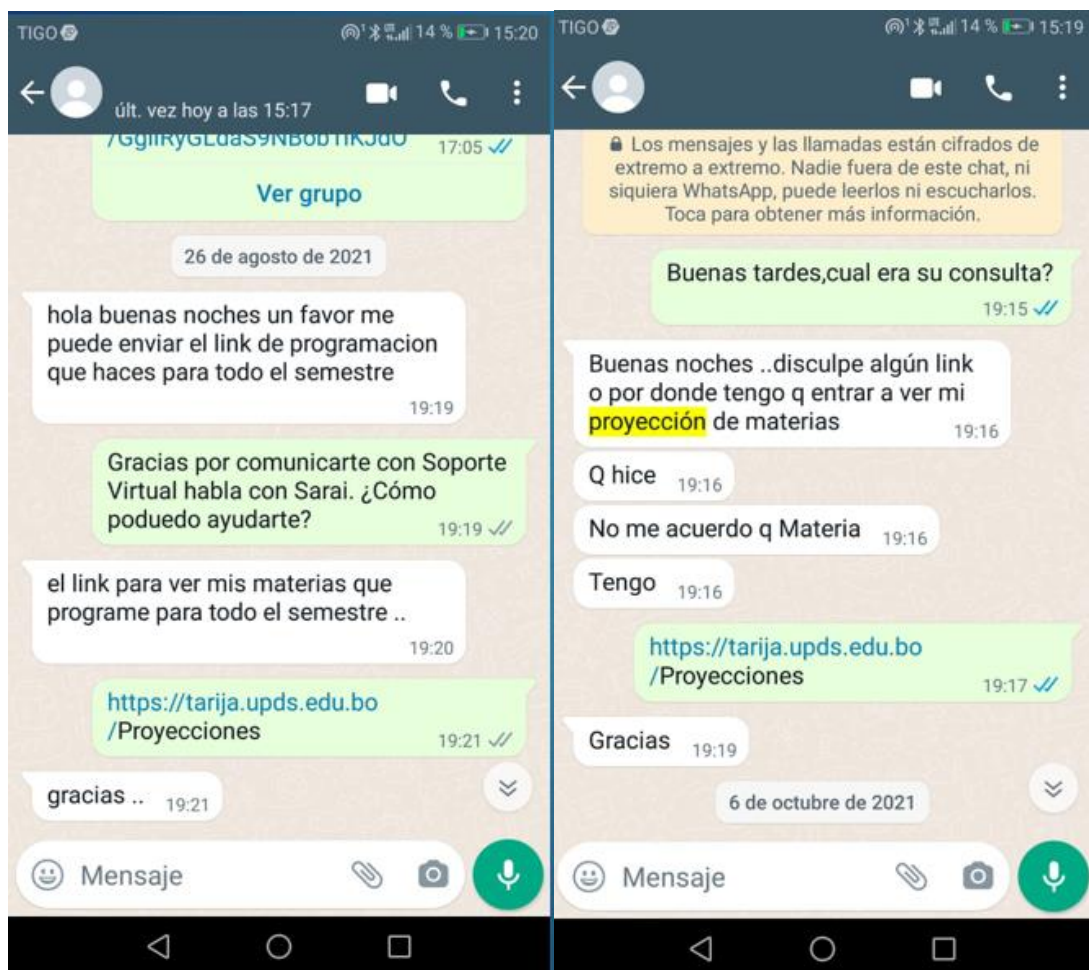 TIGO
14 % 15:20
últ. vez hoy a las 15:17
17:05
Ver grupo
26 de agosto de 2021
hola buenas noches un favor me
puede enviar el link de programacion
que haces para todo el semestre
19:19
Gracias por comunicarte con Soporte
Virtual habla con Sarai. ¿Cómo
poduedo ayudarte?
19:19
el link para ver mis materias que
programe para todo el semestre ..
19:20
https://tarija.upds.edu.bo
/Proyecciones
19:21
gracias ..
19:21
Mensaje
TIGO
14 % 15:19
Los mensajes y las llamadas están cifrados de
extremo a extremo. Nadie fuera de este chat, ni
siquiera WhatsApp, puede leerlos ni escucharlos.
Toca para obtener más información.
Buenas tardes,cual era su consulta?
19:15
Buenas noches ..disculpe algún link
o por donde tengo q entrar a ver mi
proyección de materias
19:16
Q hice
19:16
No me acuerdo q Materia
19:16
Tengo
19:16
https://tarija.upds.edu.bo
/Proyecciones
19:17
Gracias
19:19
6 de octubre de 2021
Mensaje